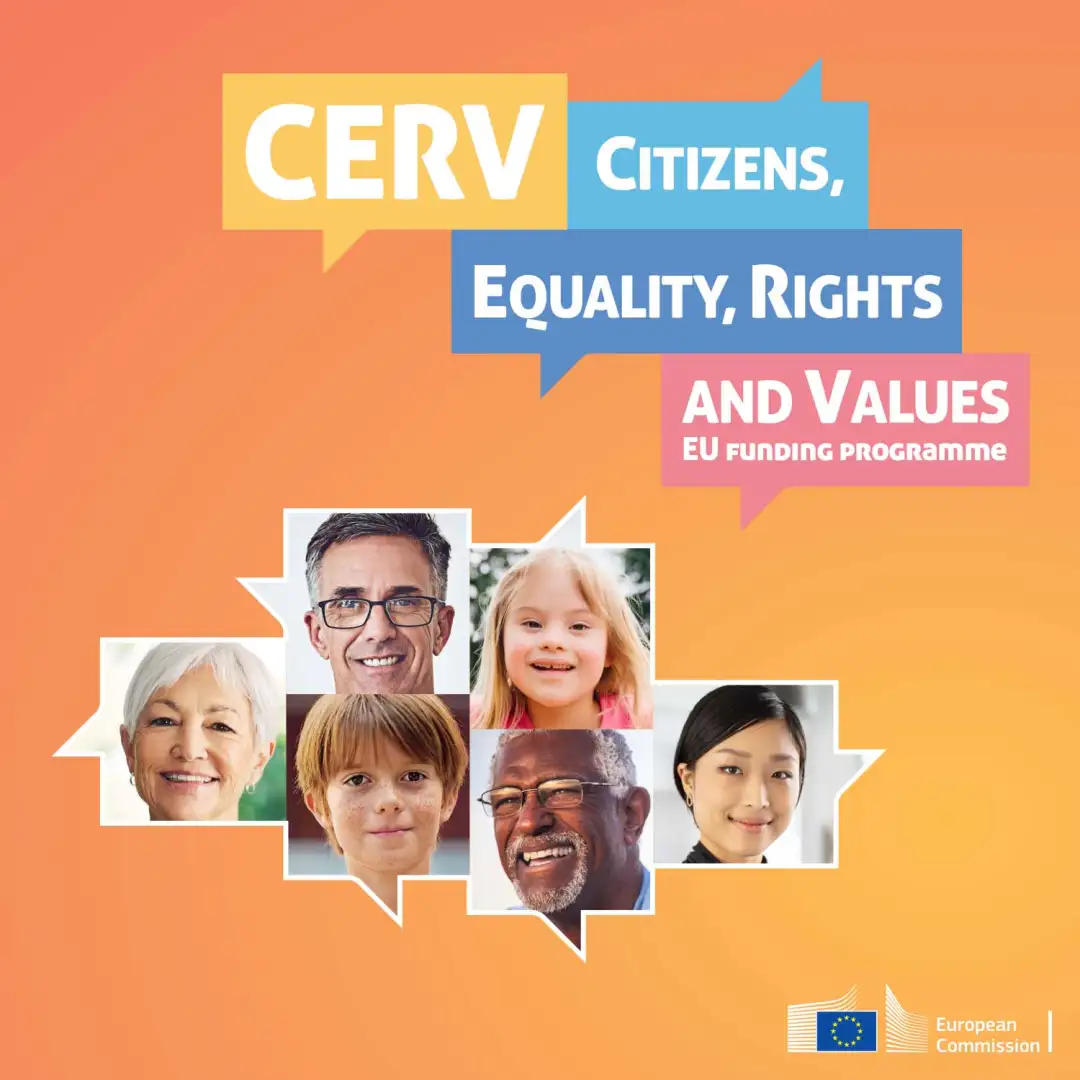 CERV
Citizens,
Equality, Rights
and Values
EU funding programme
European
Commission